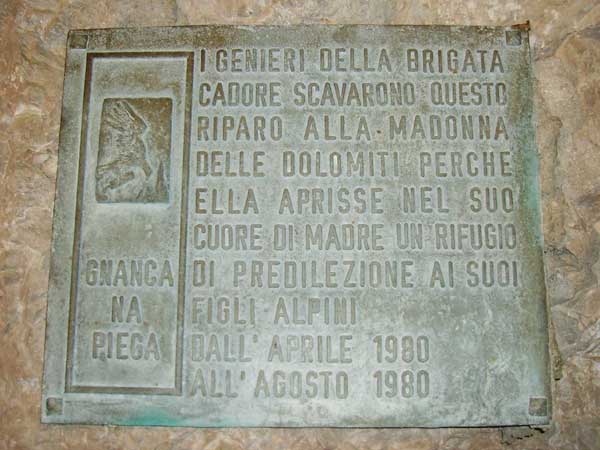 I GENIERI DELLA BRIGATA
CADORE SCAVARONO QUESTO
RIPARO ALLA MADONNA
DELLE DOLOMITI PERCHE
ELLA APRISSE NEL SUO
CUORE DI MADRE UN RIFUGIO
DI PREDILEZIONE AI SUOI
FIGLI ALPINI
DALL'APRILE 1980
ALL'AGOSTO 1980
GNANCA
NA
PIEGA